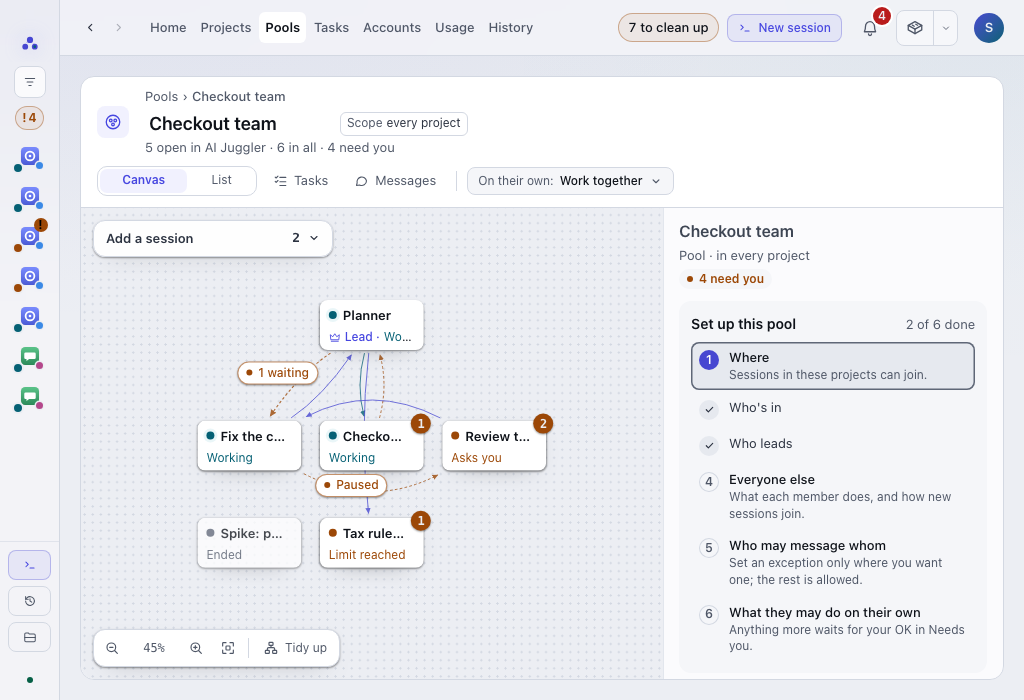 Home Projects Pools Tasks Accounts Usage History
7 to clean up
>_ New session
4
S
! 4
!
Pools › Checkout team
Checkout team
Scope every project
5 open in AI Juggler · 6 in all · 4 need you
Canvas
List
Tasks
Messages
On their own: Work together
Add a session 2
Planner
Lead · Wo...
1 waiting
Fix the c...
Working
Checko...
Working
1
Review t...
Asks you
2
Paused
Spike: p...
Ended
Tax rule...
Limit reached
1
45%
Tidy up
Checkout team
Pool · in every project
4 need you
Set up this pool 2 of 6 done
1 Where
Sessions in these projects can join.
Who's in
Who leads
4 Everyone else
What each member does, and how new
sessions join.
5 Who may message whom
Set an exception only where you want
one; the rest is allowed.
6 What they may do on their own
Anything more waits for your OK in Needs
you.